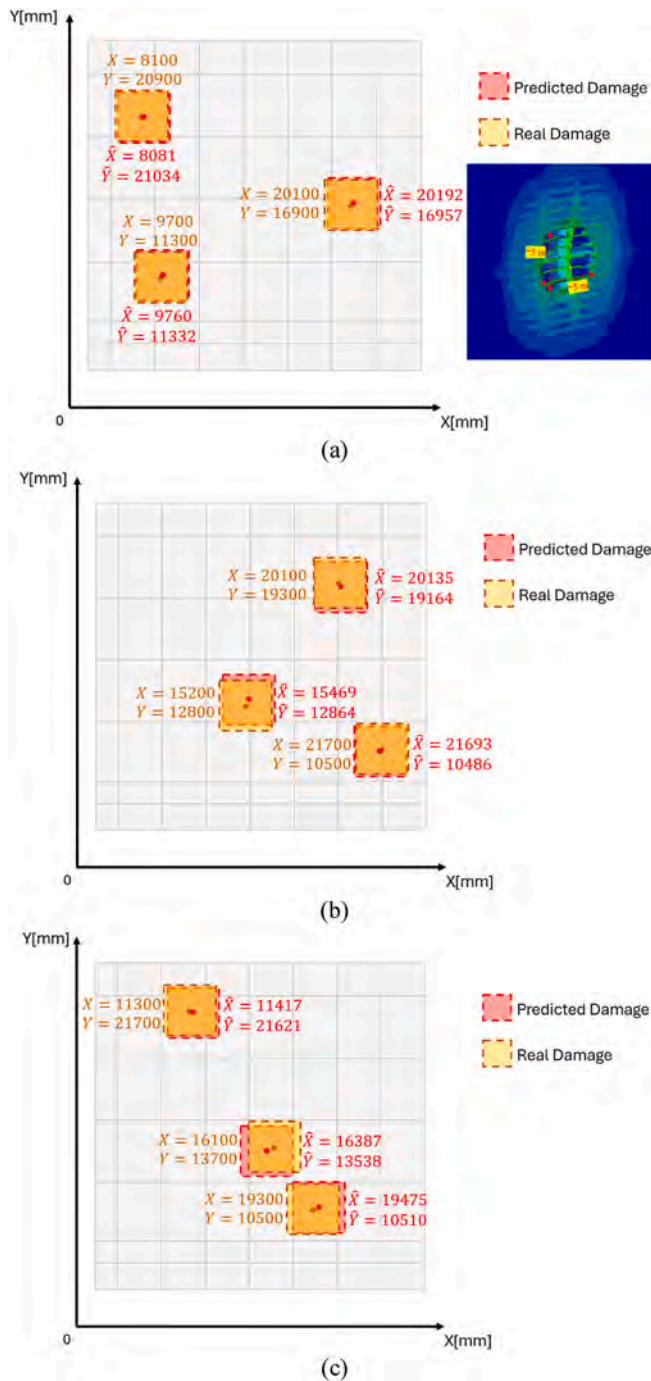 Y[mm]
X = 8100
Y = 20900
Predicted Damage
Real Damage
X̂ = 8081
Ŷ = 21034
X = 20100
Y = 16900
X̂ = 20192
Ŷ = 16957
X = 9700
Y = 11300
~5 m
~5 m
X̂ = 9760
Ŷ = 11332
0
X[mm]
(a)
Y[mm]
Predicted Damage
Real Damage
X = 20100
Y = 19300
X̂ = 20135
Ŷ = 19164
X = 15200
Y = 12800
X̂ = 15469
Ŷ = 12864
X = 21700
Y = 10500
X̂ = 21693
Ŷ = 10486
0
X[mm]
(b)
Y[mm]
Predicted Damage
Real Damage
X = 11300
Y = 21700
X̂ = 11417
Ŷ = 21621
X = 16100
Y = 13700
X̂ = 16387
Ŷ = 13538
X = 19300
Y = 10500
X̂ = 19475
Ŷ = 10510
0
X[mm]
(c)